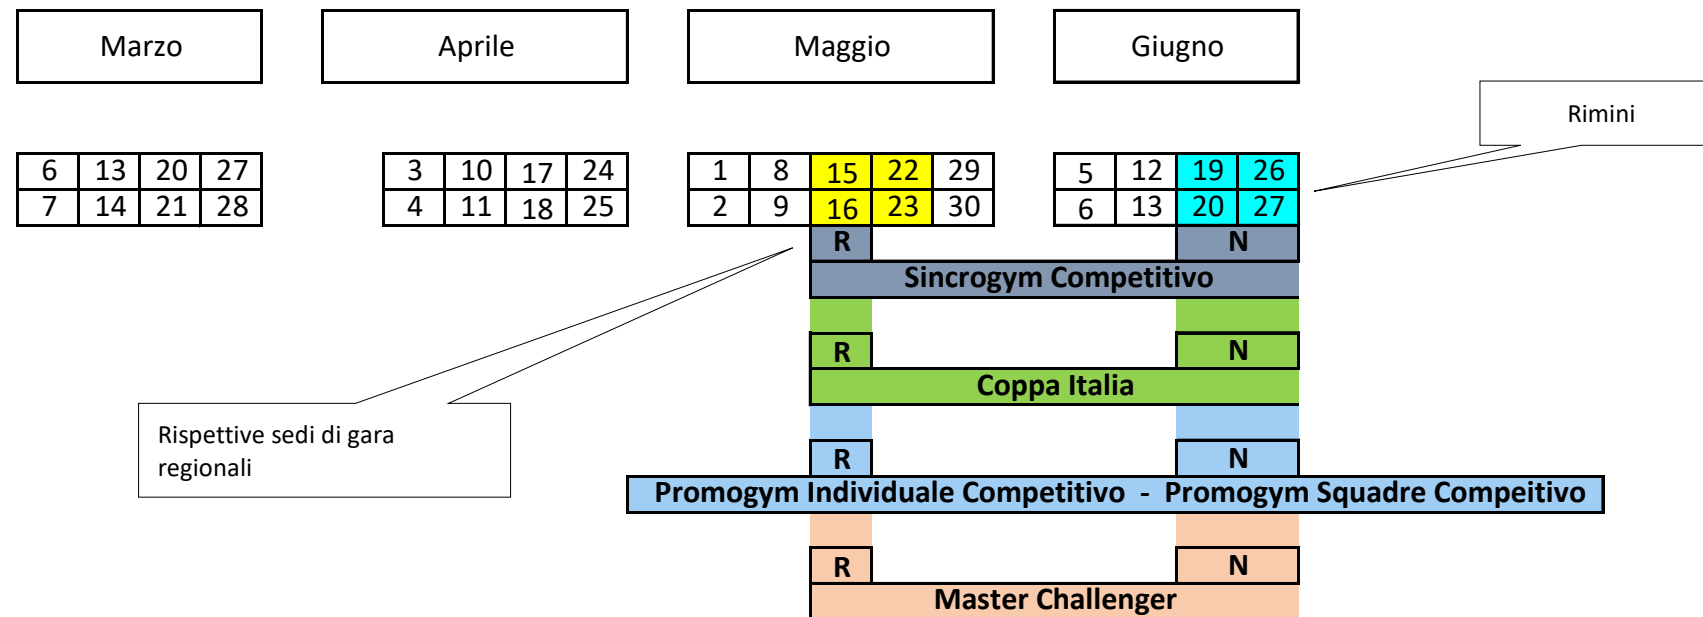 Marzo Aprile Maggio Giugno
Rimini
6 13 20 27 3 10 17 24 1 8 15 22 29 5 12 19 26
7 14 21 28 4 11 18 25 2 9 16 23 30 6 13 20 27
R N
Sincrogym Competitivo
R N
Coppa Italia
Rispettive sedi di gara
regionali
R N
Promogym Individuale Competitivo - Promogym Squadre Compeitivo
R N
Master Challenger